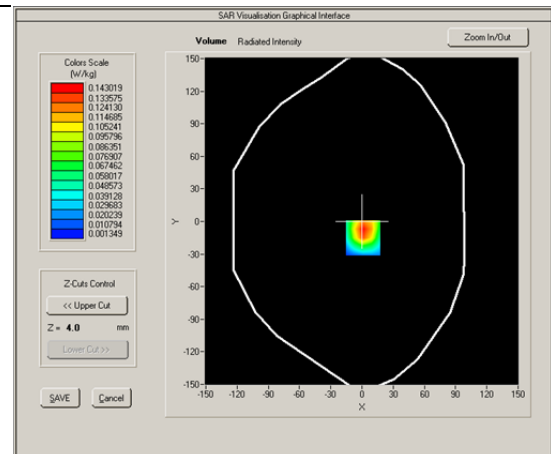 SAR Visualisation Graphical Interface
Volume Radiated Intensity
Zoom In/Out
Colors Scale
(W/kg)
0.143019
0.133575
0.124130
0.114685
0.105241
0.095796
0.086351
0.076907
0.067462
0.058017
0.048573
0.039128
0.029683
0.020239
0.010794
0.001349
Z-Cuts Control
<< Upper Cut
Z = 4.0 mm
Lower Cut >>
SAVE
Cancel
150
120
90
60
30
0
-30
-60
-90
-120
-150
Y
-150 -120 -90 -60 -30 0 30 60 90 120 150
X